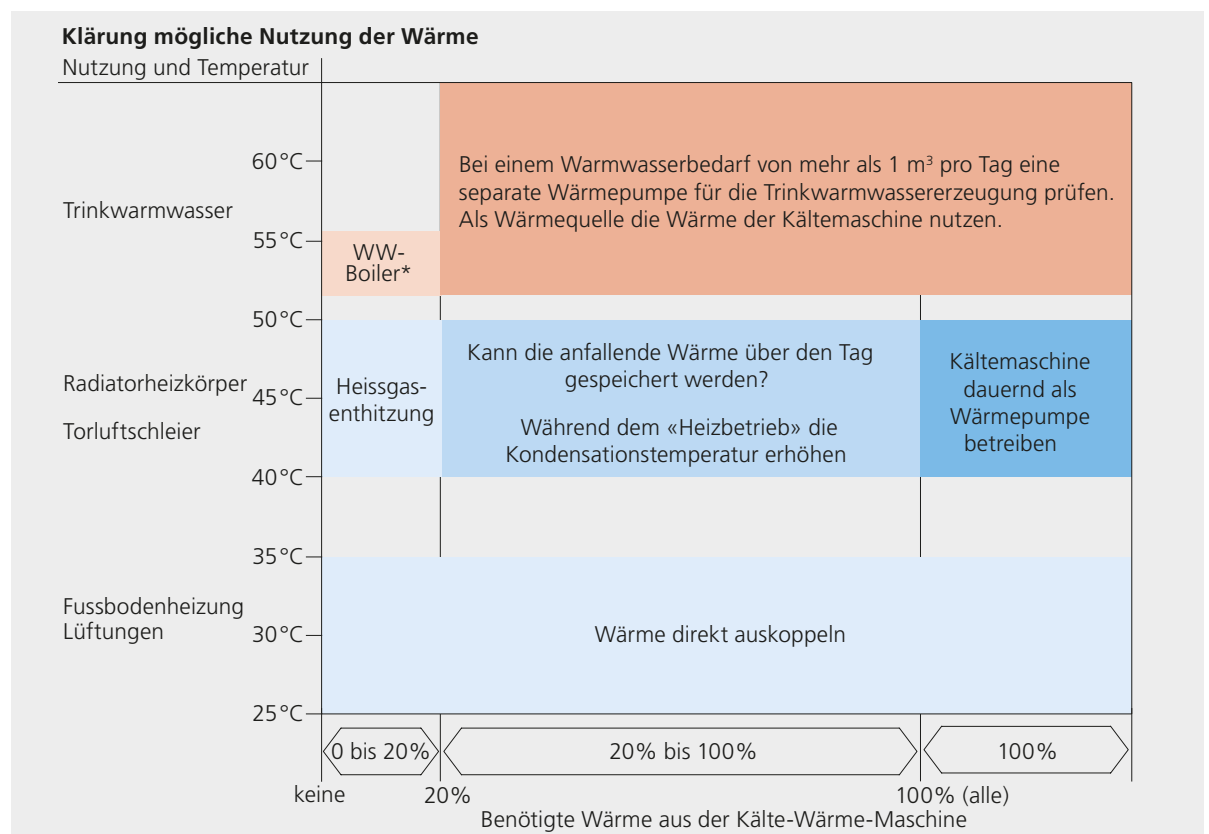 Klärung mögliche Nutzung der Wärme
Nutzung und Temperatur
60°C
Bei einem Warmwasserbedarf von mehr als 1 m³ pro Tag eine
separate Wärmepumpe für die Trinkwarmwassererzeugung prüfen.
Als Wärmequelle die Wärme der Kältemaschine nutzen.
Trinkwarmwasser
55°C
WW-
Boiler*
50°C
Radiatorheizkörper
Torluftschleier
45°C
Heissgas-
enthitzung
Kann die anfallende Wärme über den Tag
gespeichert werden?
Während dem «Heizbetrieb» die
Kondensationstemperatur erhöhen
Kältemaschine
dauernd als
Wärmepumpe
betreiben
40°C
35°C
Fussbodenheizung
Lüftungen
30°C
Wärme direkt auskoppeln
25°C
0 bis 20%
20% bis 100%
100%
keine
20%
100% (alle)
Benötigte Wärme aus der Kälte-Wärme-Maschine